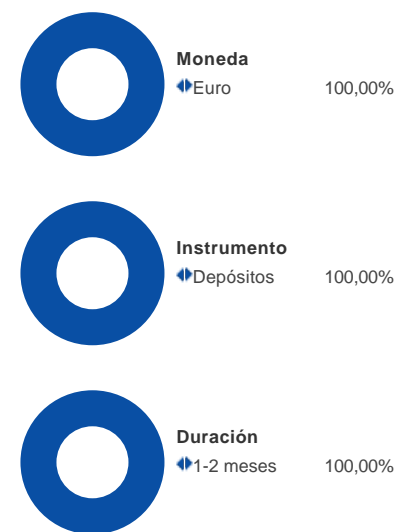 Moneda
Euro 100,00%
Instrumento
Depósitos 100,00%
Duración
1-2 meses 100,00%